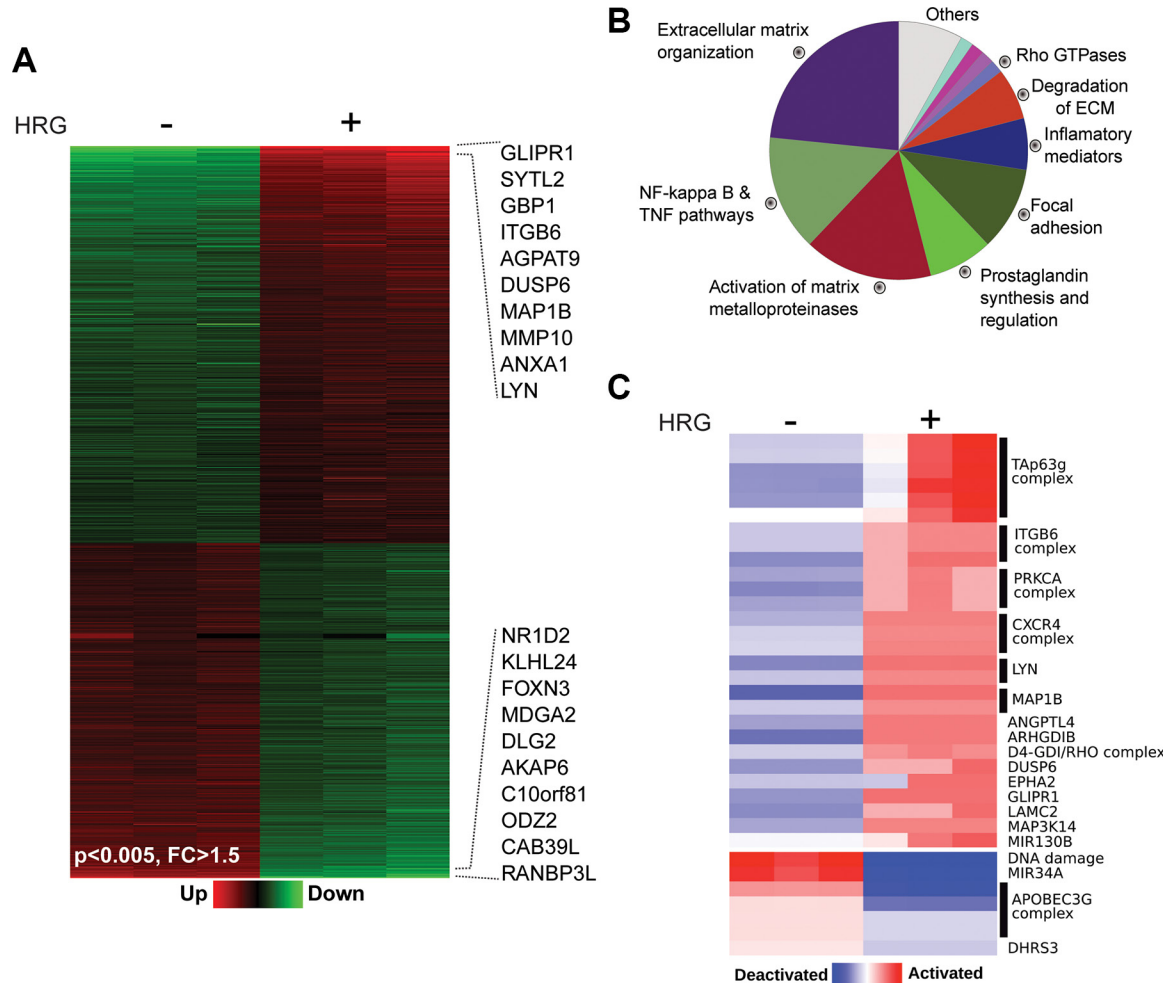 A
HRG
-
+
GLIPR1
SYTL2
GBP1
ITGB6
AGPAT9
DUSP6
MAP1B
MMP10
ANXA1
LYN
NR1D2
KLHL24
FOXN3
MDGA2
DLG2
AKAP6
C10orf81
ODZ2
CAB39L
RANBP3L
p<0.005, FC>1.5
Up
Down
B
Others
Extracellular matrix
organization
Rho GTPases
Degradation
of ECM
Inflamatory
mediators
NF-kappa B &
TNF pathways
Focal
adhesion
Activation of matrix
metalloproteinases
Prostaglandin
synthesis and
regulation
C
HRG
-
+
TAp63g
complex
ITGB6
complex
PRKCA
complex
CXCR4
complex
LYN
MAP1B
ANGPTL4
ARHGDIB
D4-GDI/RHO complex
DUSP6
EPHA2
GLIPR1
LAMC2
MAP3K14
MIR130B
DNA damage
MIR34A
APOBEC3G
complex
DHRS3
Deactivated
Activated